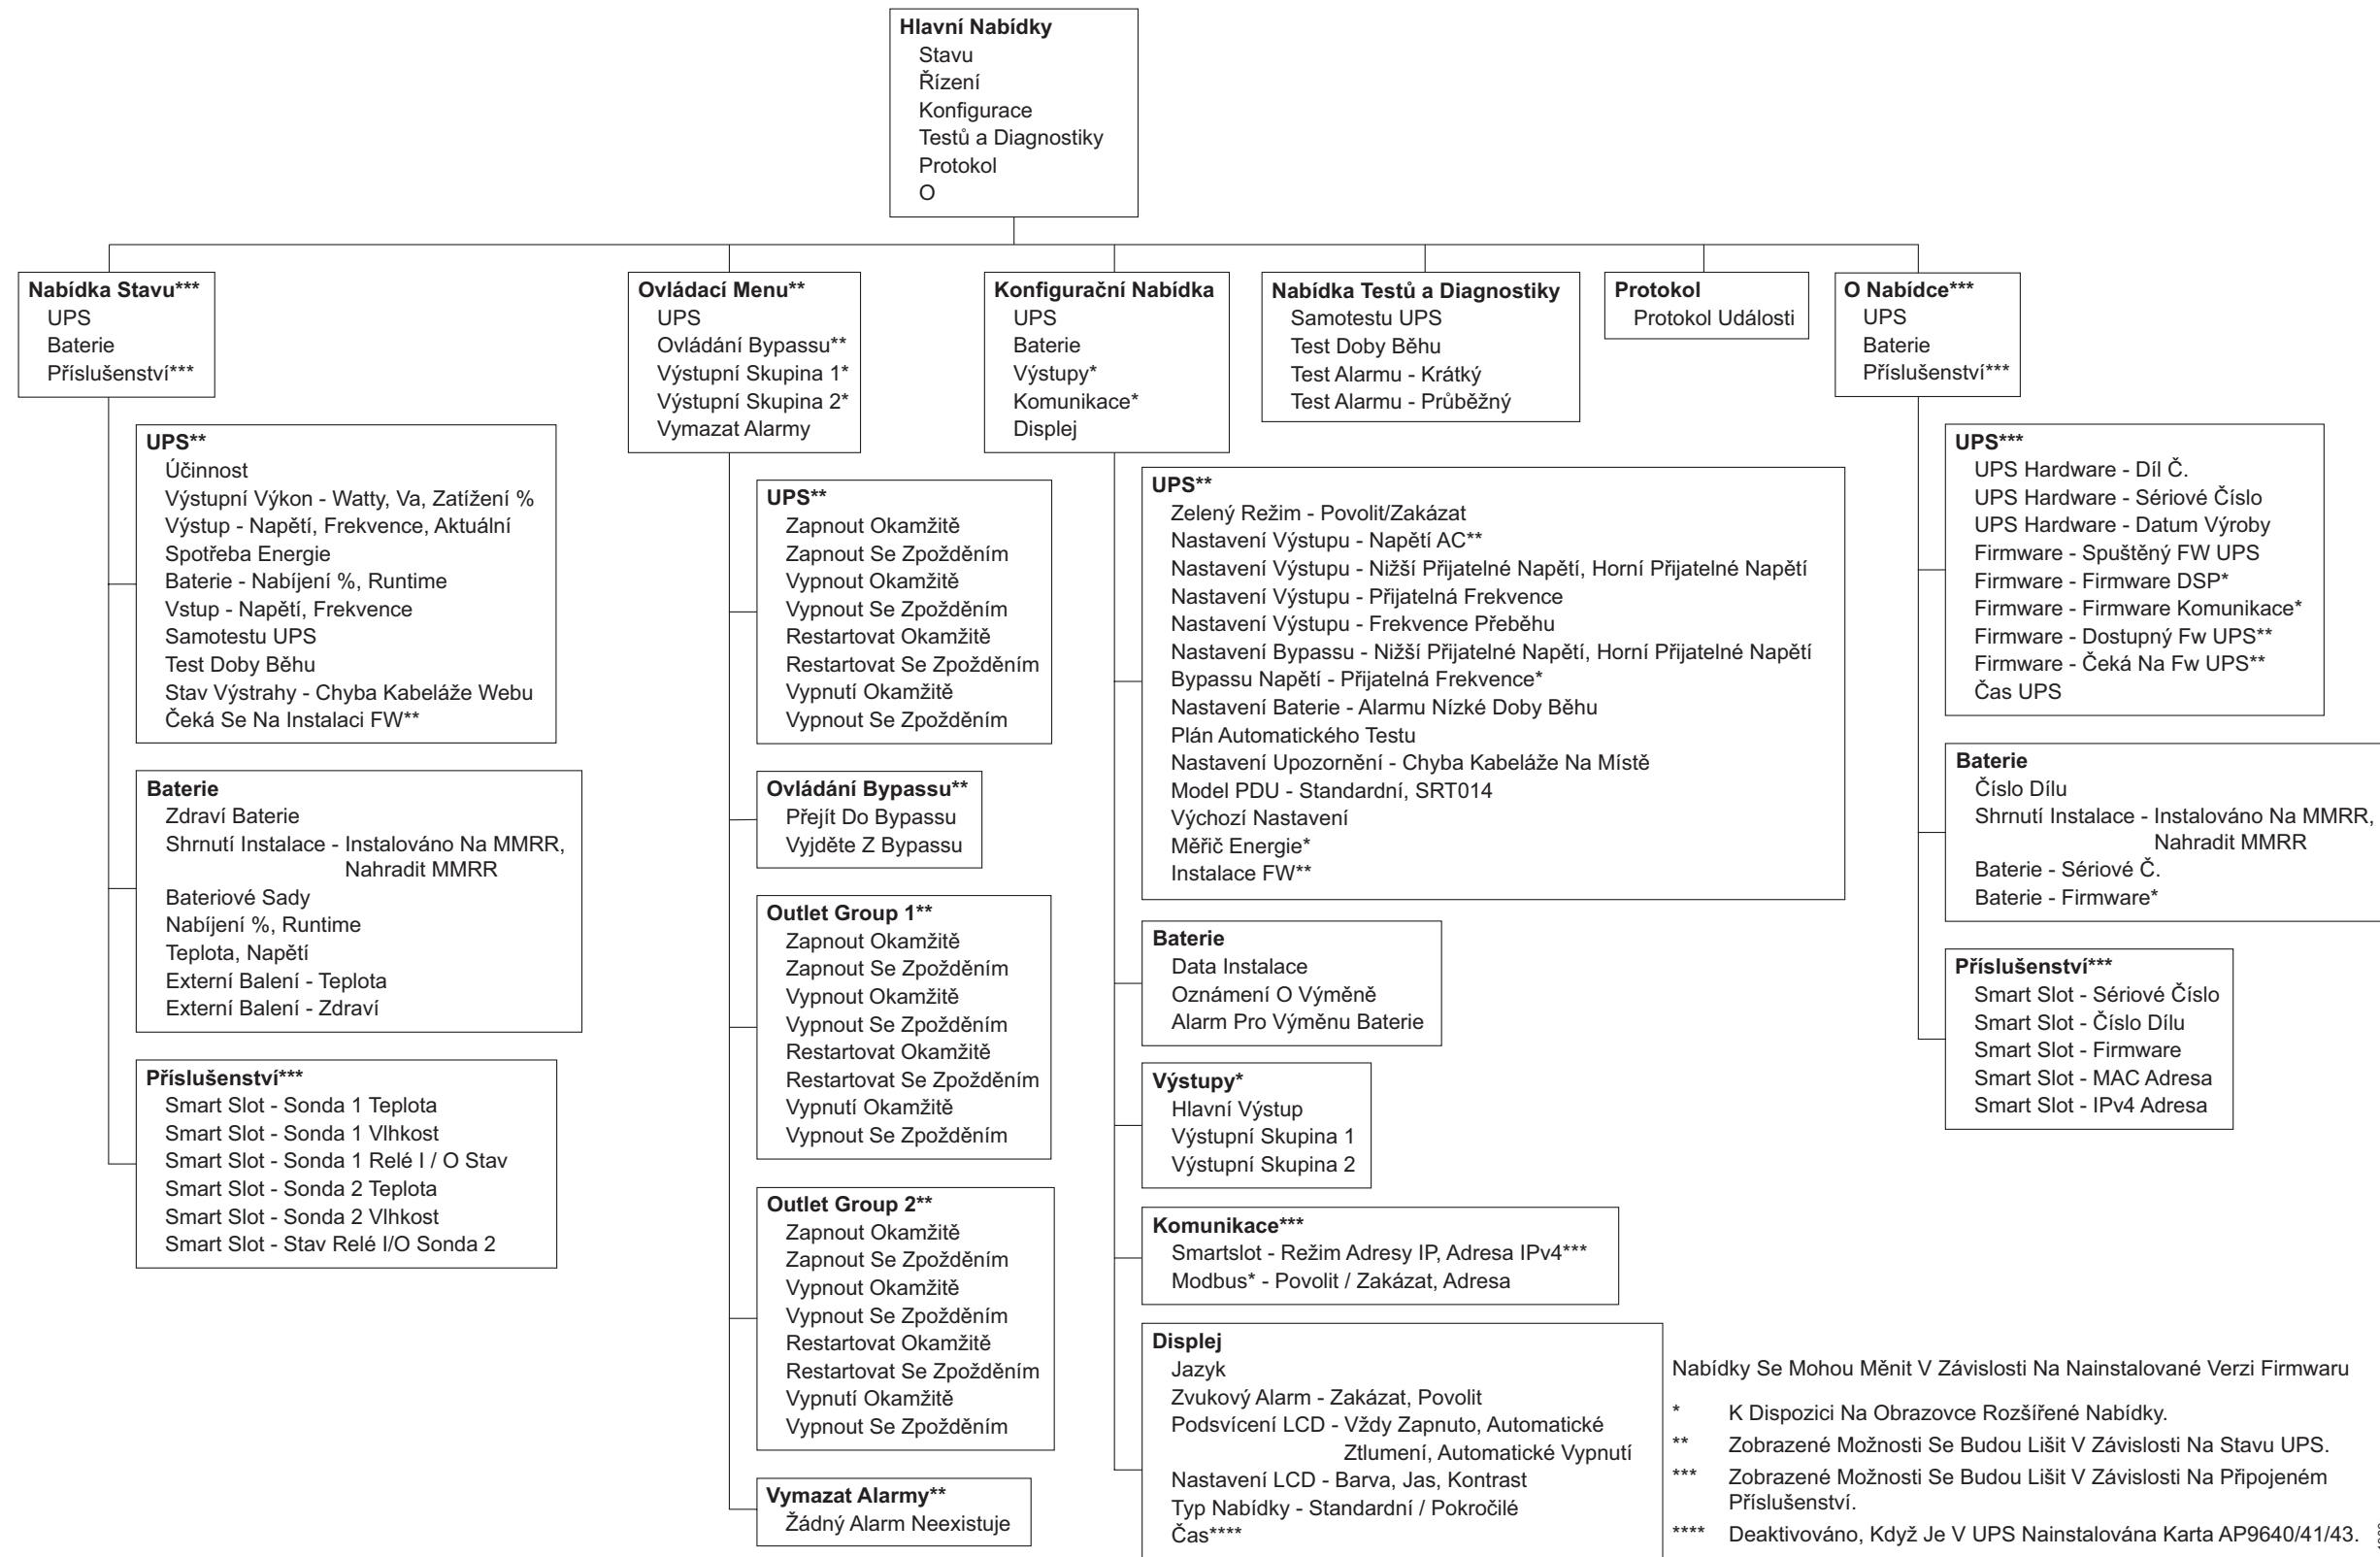 Hlavní Nabídky
Stavu
Řízení
Konfigurace
Testů a Diagnostiky
Protokol
O
Nabídka Stavu***
UPS
Baterie
Příslušenství***
UPS**
Účinnost
Výstupní Výkon - Watty, Va, Zatížení %
Výstup - Napětí, Frekvence, Aktuální
Spotřeba Energie
Baterie - Nabíjení %, Runtime
Vstup - Napětí, Frekvence
Samotestu UPS
Test Doby Běhu
Stav Výstrahy - Chyba Kabeláže Webu
Čeká Se Na Instalaci FW**
Baterie
Zdraví Baterie
Shrnutí Instalace - Instalováno Na MMRR,
Nahradit MMRR
Bateriové Sady
Nabíjení %, Runtime
Teplota, Napětí
Externí Balení - Teplota
Externí Balení - Zdraví
Příslušenství***
Smart Slot - Sonda 1 Teplota
Smart Slot - Sonda 1 Vlhkost
Smart Slot - Sonda 1 Relé I / O Stav
Smart Slot - Sonda 2 Teplota
Smart Slot - Sonda 2 Vlhkost
Smart Slot - Stav Relé I/O Sonda 2
Ovládací Menu**
UPS
Ovládání Bypassu**
Výstupní Skupina 1*
Výstupní Skupina 2*
Vymazat Alarmy
UPS**
Zapnout Okamžitě
Zapnout Se Zpožděním
Vypnout Okamžitě
Vypnout Se Zpožděním
Restartovat Okamžitě
Restartovat Se Zpožděním
Vypnutí Okamžitě
Vypnout Se Zpožděním
Ovládání Bypassu**
Přejít Do Bypassu
Vyjděte Z Bypassu
Outlet Group 1**
Zapnout Okamžitě
Zapnout Se Zpožděním
Vypnout Okamžitě
Vypnout Se Zpožděním
Restartovat Okamžitě
Restartovat Se Zpožděním
Vypnutí Okamžitě
Vypnout Se Zpožděním
Outlet Group 2**
Zapnout Okamžitě
Zapnout Se Zpožděním
Vypnout Okamžitě
Vypnout Se Zpožděním
Restartovat Okamžitě
Restartovat Se Zpožděním
Vypnutí Okamžitě
Vypnout Se Zpožděním
Vymazat Alarmy**
Žádný Alarm Neexistuje
Konfigurační Nabídka
UPS
Baterie
Výstupy*
Komunikace*
Displej
UPS**
Zelený Režim - Povolit/Zakázat
Nastavení Výstupu - Napětí AC**
Nastavení Výstupu - Nižší Přijatelné Napětí, Horní Přijatelné Napětí
Nastavení Výstupu - Přijatelná Frekvence
Nastavení Výstupu - Frekvence Přeběhu
Nastavení Bypassu - Nižší Přijatelné Napětí, Horní Přijatelné Napětí
Bypassu Napětí - Přijatelná Frekvence*
Nastavení Baterie - Alarmu Nízké Doby Běhu
Plán Automatického Testu
Nastavení Upozornění - Chyba Kabeláže Na Místě
Model PDU - Standardní, SRT014
Výchozí Nastavení
Měřič Energie*
Instalace FW**
Baterie
Data Instalace
Oznámení O Výměně
Alarm Pro Výměnu Baterie
Výstupy*
Hlavní Výstup
Výstupní Skupina 1
Výstupní Skupina 2
Komunikace***
Smartslot - Režim Adresy IP, Adresa IPv4***
Modbus* - Povolit / Zakázat, Adresa
Displej
Jazyk
Zvukový Alarm - Zakázat, Povolit
Podsvícení LCD - Vždy Zapnuto, Automatické
Ztlumení, Automatické Vypnutí
Nastavení LCD - Barva, Jas, Kontrast
Typ Nabídky - Standardní / Pokročilé
Čas****
Nabídka Testů a Diagnostiky
Samotestu UPS
Test Doby Běhu
Test Alarmu - Krátký
Test Alarmu - Průběžný
Protokol
Protokol Události
O Nabídce***
UPS
Baterie
Příslušenství***
UPS***
UPS Hardware - Díl Č.
UPS Hardware - Sériové Číslo
UPS Hardware - Datum Výroby
Firmware - Spuštěný FW UPS
Firmware - Firmware DSP*
Firmware - Firmware Komunikace*
Firmware - Dostupný Fw UPS**
Firmware - Čeká Na Fw UPS**
Čas UPS
Baterie
Číslo Dílu
Shrnutí Instalace - Instalováno Na MMRR,
Nahradit MMRR
Baterie - Sériové Č.
Baterie - Firmware*
Příslušenství***
Smart Slot - Sériové Číslo
Smart Slot - Číslo Dílu
Smart Slot - Firmware
Smart Slot - MAC Adresa
Smart Slot - IPv4 Adresa
Nabídky Se Mohou Měnit V Závislosti Na Nainstalované Verzi Firmwaru
* K Dispozici Na Obrazovce Rozšířené Nabídky.
** Zobrazené Možnosti Se Budou Lišit V Závislosti Na Stavu UPS.
*** Zobrazené Možnosti Se Budou Lišit V Závislosti Na Připojeném
Příslušenství.
**** Deaktivováno, Když Je V UPS Nainstalována Karta AP9640/41/43.